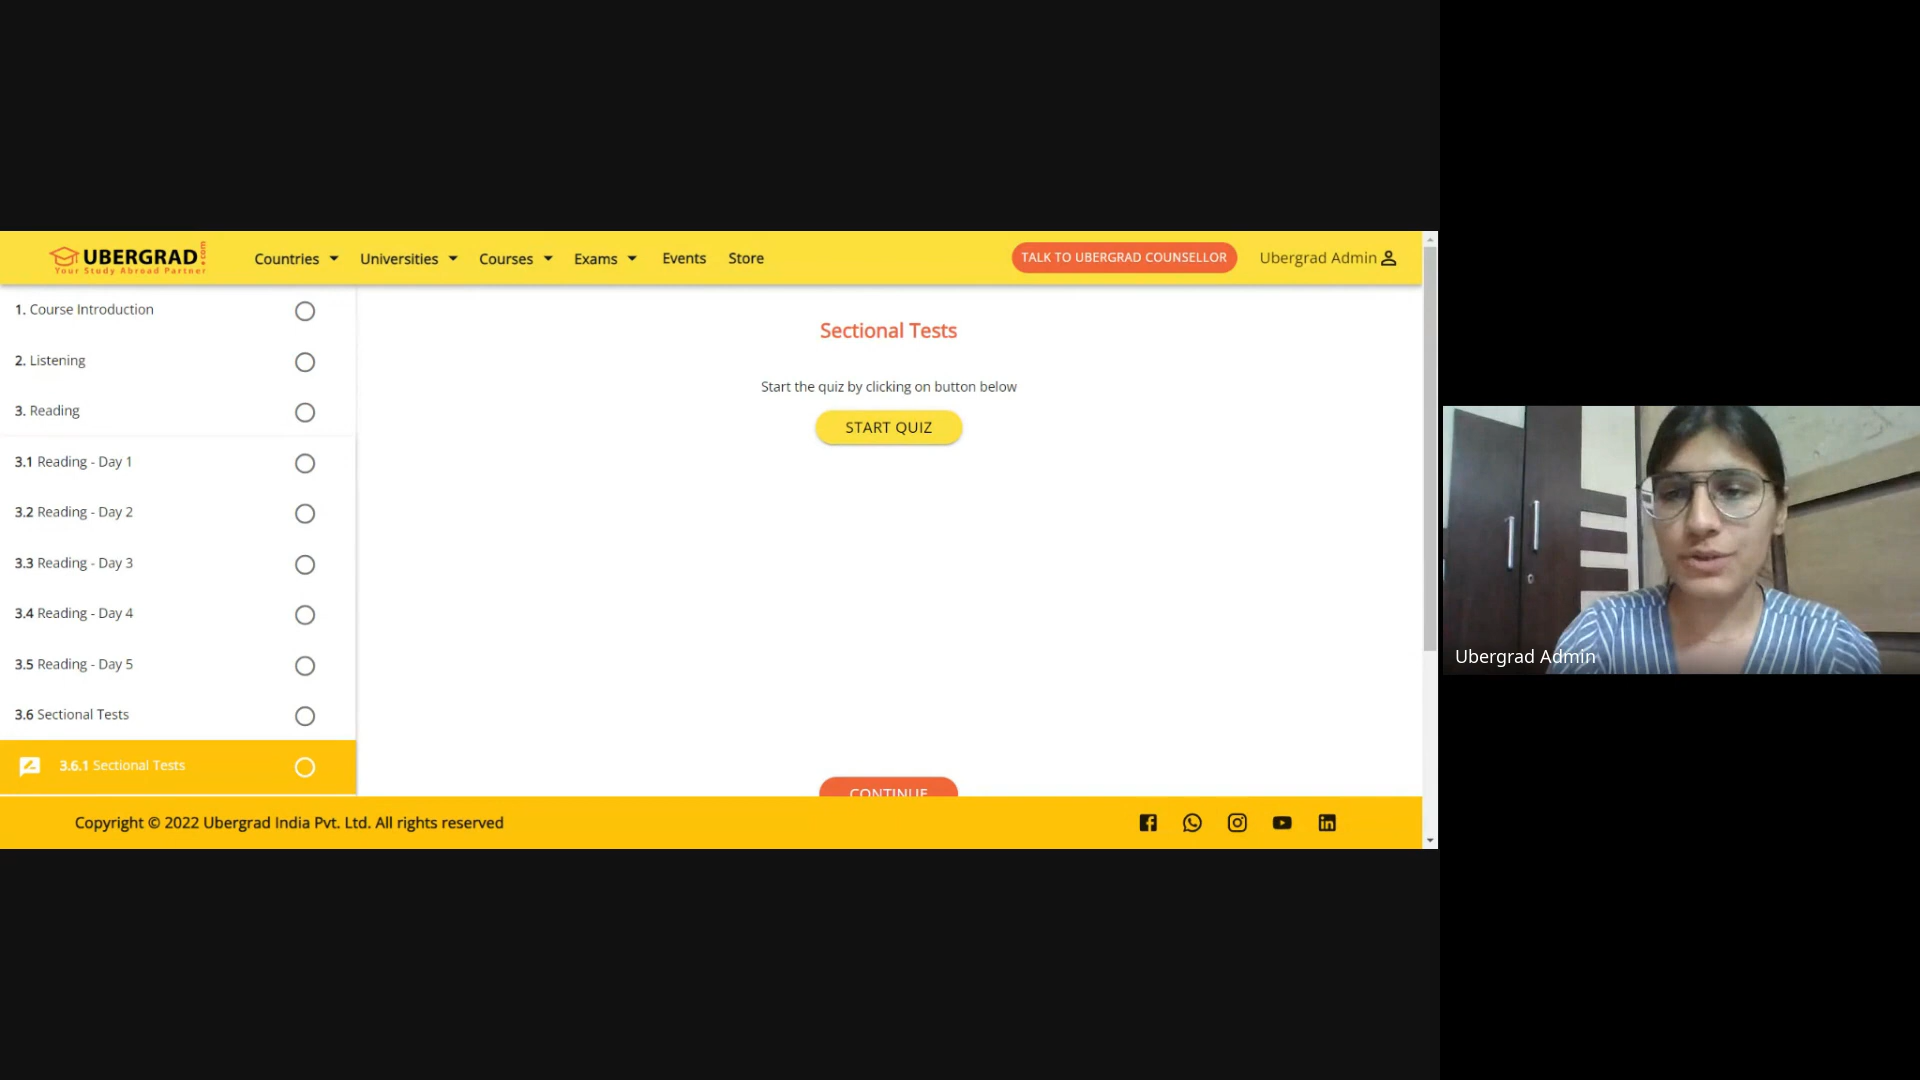 UBERGRAD.com
Your Study Abroad Partner
Countries
Universities
Courses
Exams
Events
Store
TALK TO UBERGRAD COUNSELLOR
Ubergrad Admin
1. Course Introduction
2. Listening
3. Reading
3.1 Reading - Day 1
3.2 Reading - Day 2
3.3 Reading - Day 3
3.4 Reading - Day 4
3.5 Reading - Day 5
3.6 Sectional Tests
3.6.1 Sectional Tests
Sectional Tests
Start the quiz by clicking on button below
START QUIZ
CONTINUE
Copyright © 2022 Ubergrad India Pvt. Ltd. All rights reserved
Ubergrad Admin